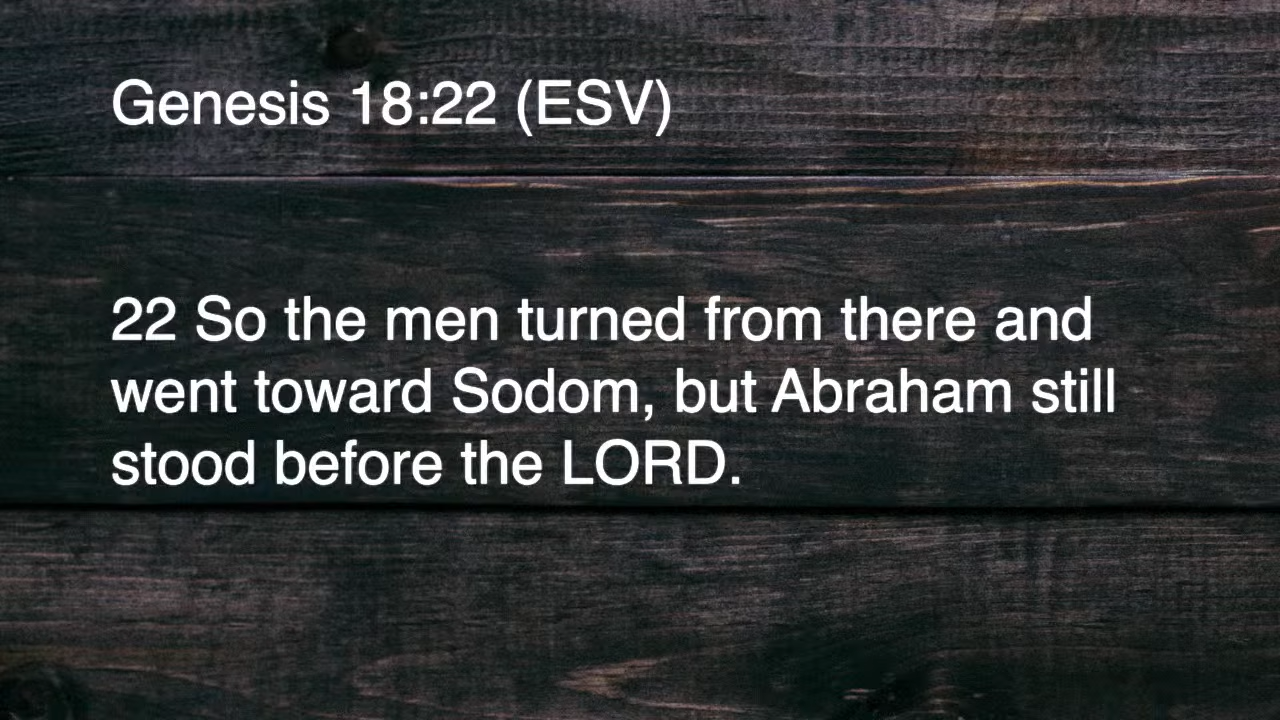 Genesis 18:22 (ESV)
22 So the men turned from there and
went toward Sodom, but Abraham still
stood before the LORD.